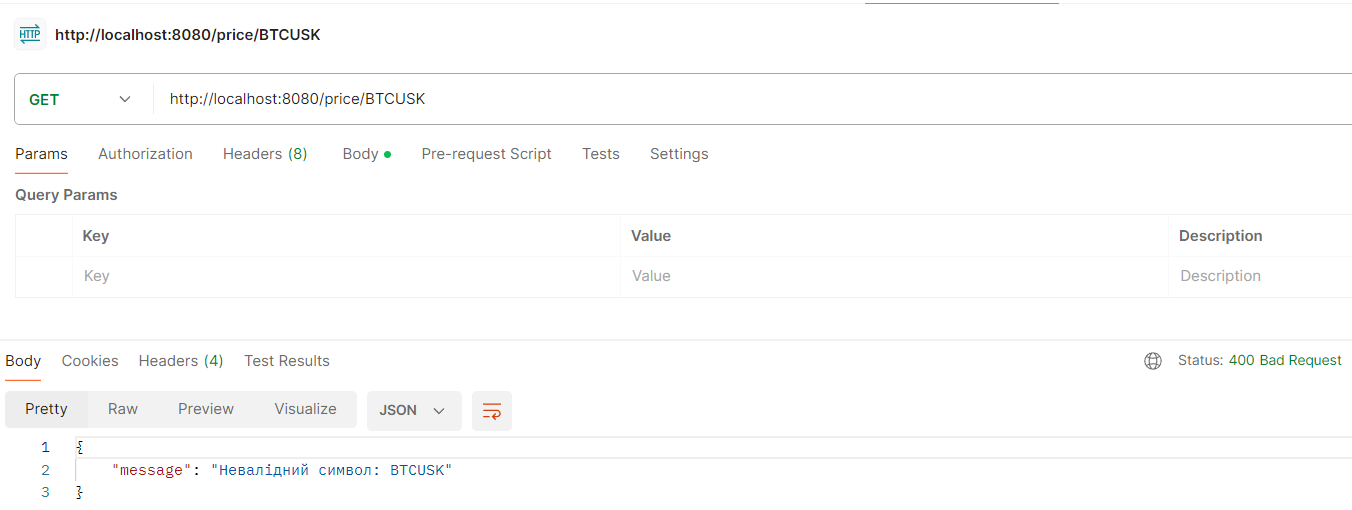 HTTP http://localhost:8080/price/BTCUSK
GET http://localhost:8080/price/BTCUSK
Params Authorization Headers (8) Body Pre-request Script Tests Settings
Query Params
Key Value Description
Key Value Description
Body Cookies Headers (4) Test Results Status: 400 Bad Request
Pretty Raw Preview Visualize JSON
1 {
2 "message": "Невалідний символ: BTCUSK"
3 }